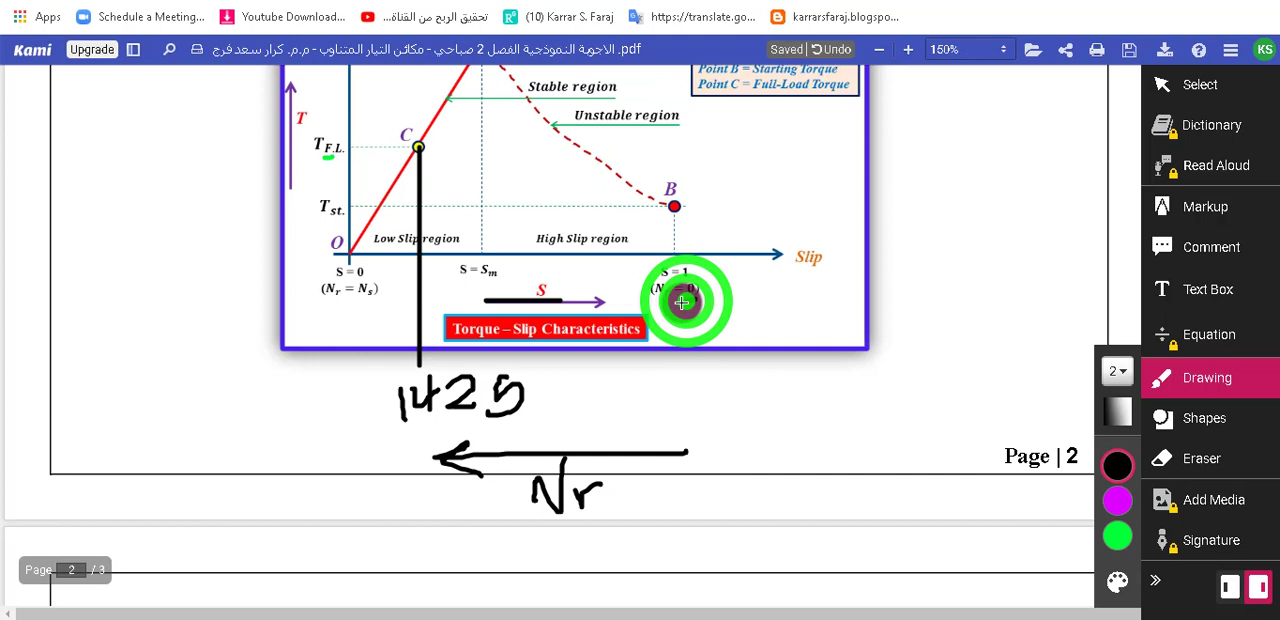 Apps Schedule a Meeting... Youtube Download... تحقيق الربح من القناة... (10) Karrar S. Faraj https://translate.go... karrarsfaraj.blogspo...
Kami Upgrade الاجوبة النموذجية الفصل 2 صباحي - مكائن التيار المتناوب - م.م. كرار سعد فرج.pdf Saved Undo 150% KS
Point B = Starting Torque
Point C = Full-Load Torque
Stable region
Unstable region
T
C
T F.L.
B
T st.
O
Low Slip region
High Slip region
Slip
S = 0
S = Sm
S = 1
(Nr = Ns)
S
Torque – Slip Characteristics
1425
Nr
Page | 2
Page 2 / 3
Select
Dictionary
Read Aloud
Markup
Comment
Text Box
Equation
2
Drawing
Shapes
Eraser
Add Media
Signature